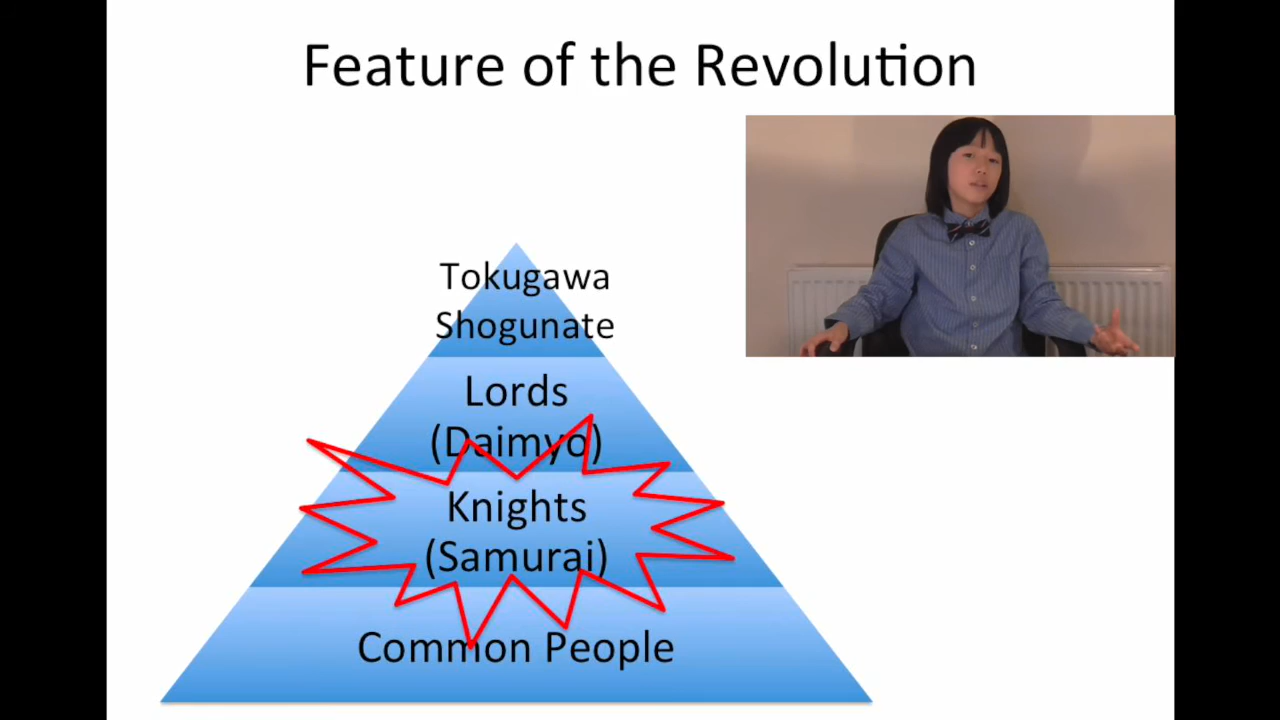 Feature of the Revolution
Tokugawa
Shogunate
Lords
(Daimyo)
Knights
(Samurai)
Common People